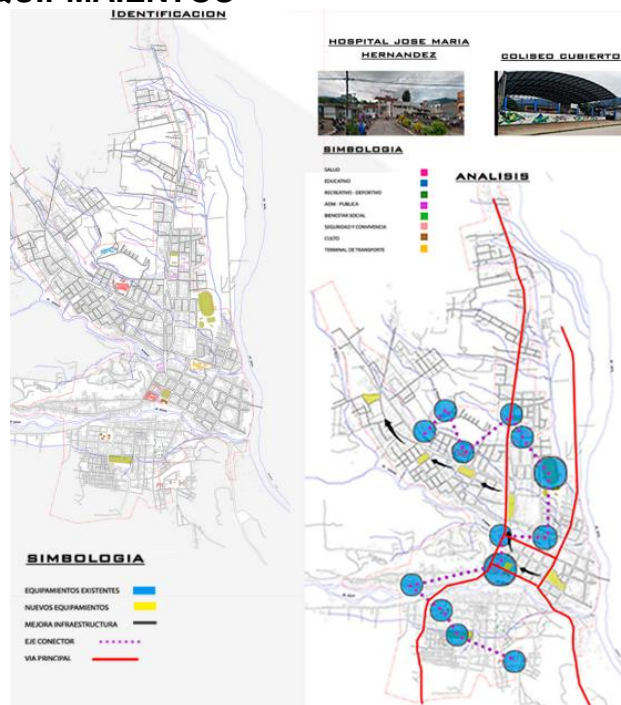 QUIPMAIENTOS
IDENTIFICACION
HOSPITAL JOSE MARIA
HERNANDEZ
COLISEO CUBIERTO
SIMBOLOGIA
SALUD
EDUCATIVO
RECREATIVO - DEPORTIVO
ADM - PUBLICA
BIENESTAR SOCIAL
SEGURIDAD Y CONVIVENCIA
CULTO
TERMINAL DE TRANSPORTE
ANALISIS
SIMBOLOGIA
EQUIPAMIENTOS EXISTENTES
NUEVOS EQUIPAMIENTOS
MEJORA INFRAESTRUCTURA
EJE CONECTOR
VIA PRINCIPAL